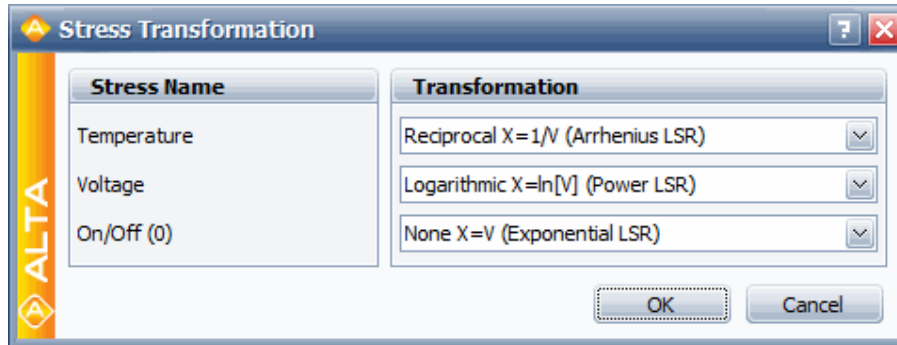 Stress Transformation
Stress Name Transformation
Temperature Reciprocal X=1/V (Arrhenius LSR)
Voltage Logarithmic X=ln[V] (Power LSR)
On/Off (0) None X=V (Exponential LSR)
ALTA
OK Cancel